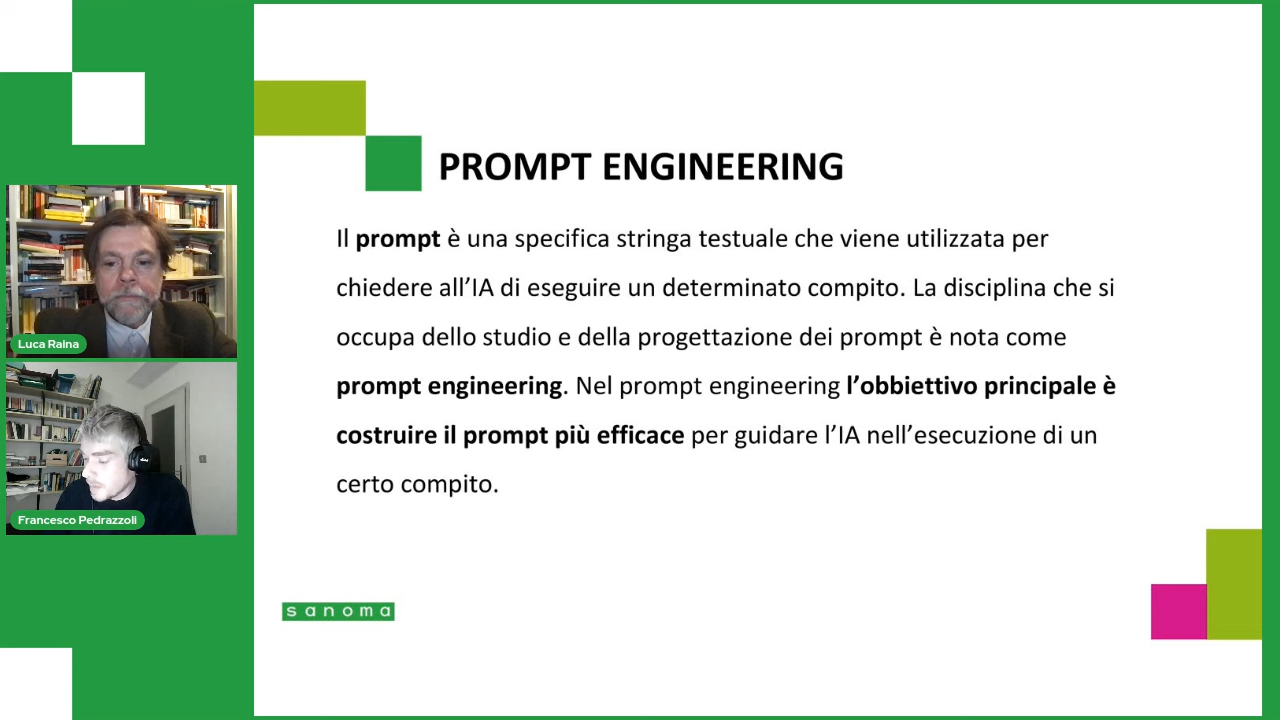 PROMPT ENGINEERING
Il prompt è una specifica stringa testuale che viene utilizzata per
chiedere all’IA di eseguire un determinato compito. La disciplina che si
occupa dello studio e della progettazione dei prompt è nota come
prompt engineering. Nel prompt engineering l’obbiettivo principale è
costruire il prompt più efficace per guidare l’IA nell’esecuzione di un
certo compito.
Luca Raina
Francesco Pedrazzoli
sanoma